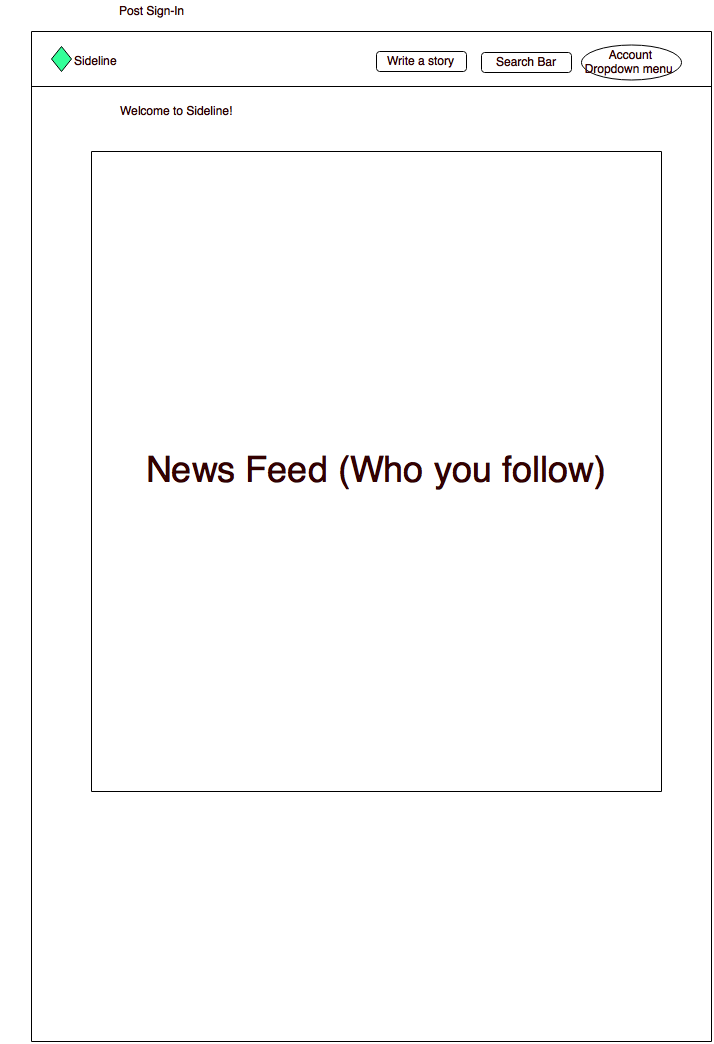 Post Sign-In
Sideline
Write a story
Search Bar
Account
Dropdown menu
Welcome to Sideline!
News Feed (Who you follow)